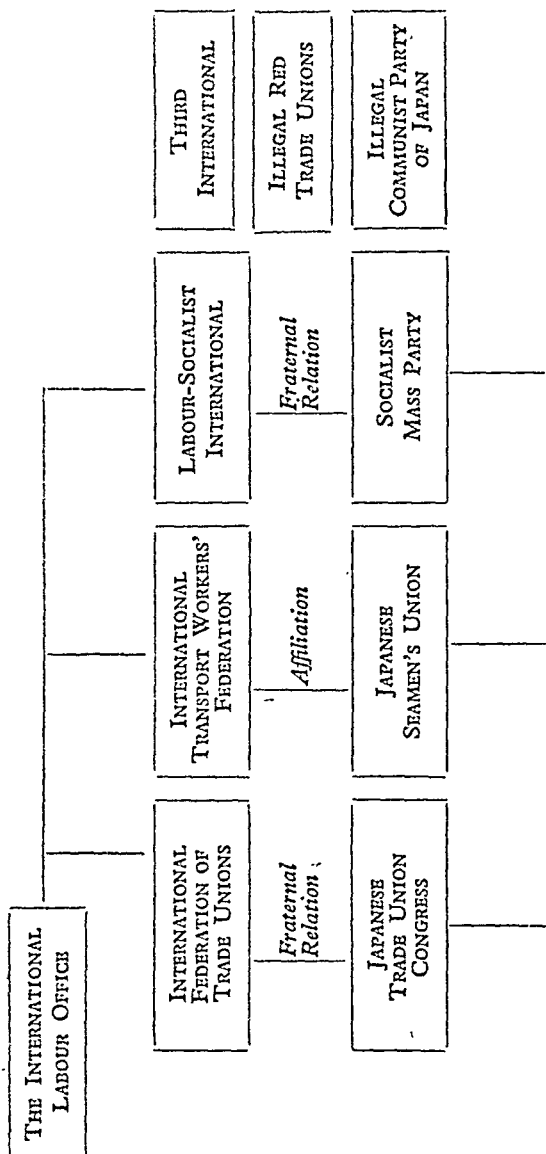 THE INTERNATIONAL
LABOUR OFFICE
INTERNATIONAL
FEDERATION OF
TRADE UNIONS
INTERNATIONAL
TRANSPORT WORKERS'
FEDERATION
LABOUR-SOCIALIST
INTERNATIONAL
THIRD
INTERNATIONAL
Fraternal
Relation
Affiliation
Fraternal
Relation
ILLEGAL RED
TRADE UNIONS
JAPANESE
TRADE UNION
CONGRESS
JAPANESE
SEAMEN'S UNION
SOCIALIST
MASS PARTY
ILLEGAL
COMMUNIST PARTY
OF JAPAN